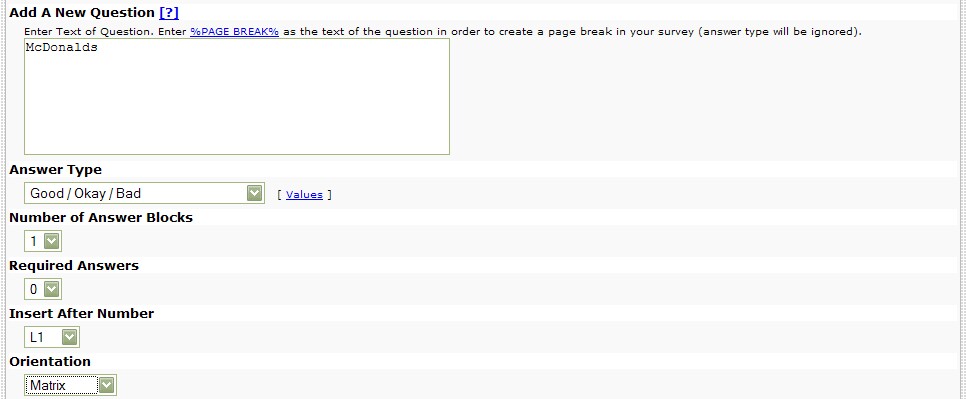 Add A New Question [?]
Enter Text of Question. Enter %PAGE BREAK% as the text of the question in order to create a page break in your survey (answer type will be ignored).
McDonalds
Answer Type
Good / Okay / Bad [ Values ]
Number of Answer Blocks
1
Required Answers
0
Insert After Number
L1
Orientation
Matrix